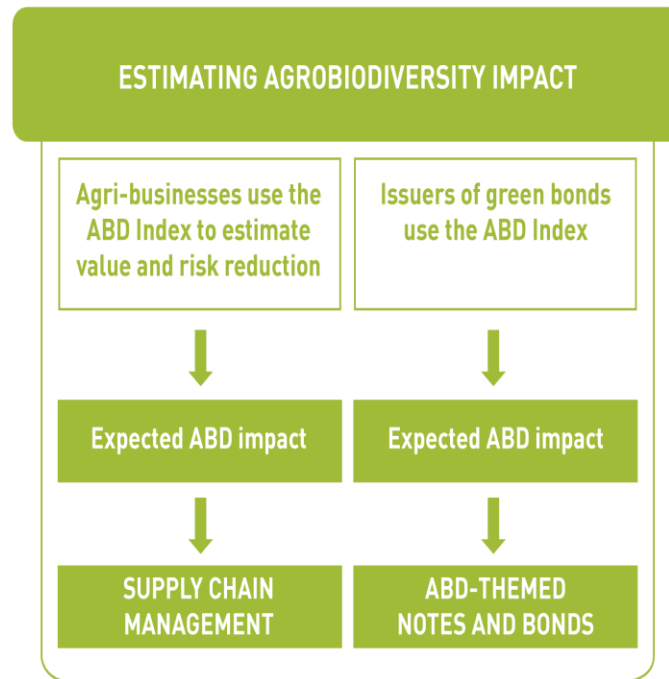 ESTIMATING AGROBIODIVERSITY IMPACT
Agri-businesses use the
ABD Index to estimate
value and risk reduction
Expected ABD impact
SUPPLY CHAIN
MANAGEMENT
Issuers of green bonds
use the ABD Index
Expected ABD impact
ABD-THEMED
NOTES AND BONDS